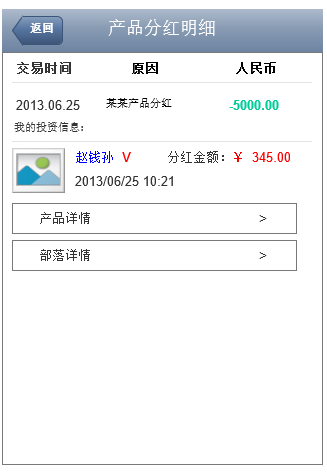 返回 产品分红明细
交易时间 原因 人民币
2013.06.25 某某产品分红 -5000.00
我的投资信息：
赵钱孙 V 分红金额：¥ 345.00
2013/06/25 10:21
产品详情 >
部落详情 >